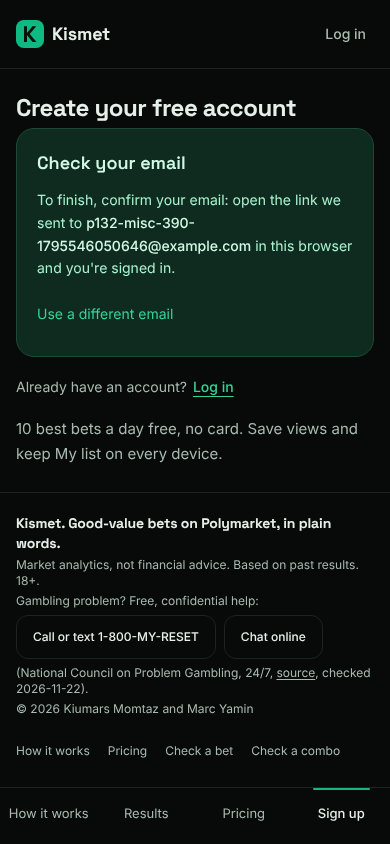 Kismet
Log in
Create your free account
Check your email
To finish, confirm your email: open the link we
sent to p132-misc-390-
1795546050646@example.com in this browser
and you're signed in.
Use a different email
Already have an account? Log in
10 best bets a day free, no card. Save views and
keep My list on every device.
Kismet. Good-value bets on Polymarket, in plain
words.
Market analytics, not financial advice. Based on past results.
18+.
Gambling problem? Free, confidential help:
Call or text 1-800-MY-RESET
Chat online
(National Council on Problem Gambling, 24/7, source, checked
2026-11-22).
© 2026 Kiumars Momtaz and Marc Yamin
How it works Pricing Check a bet Check a combo
How it works Results Pricing Sign up